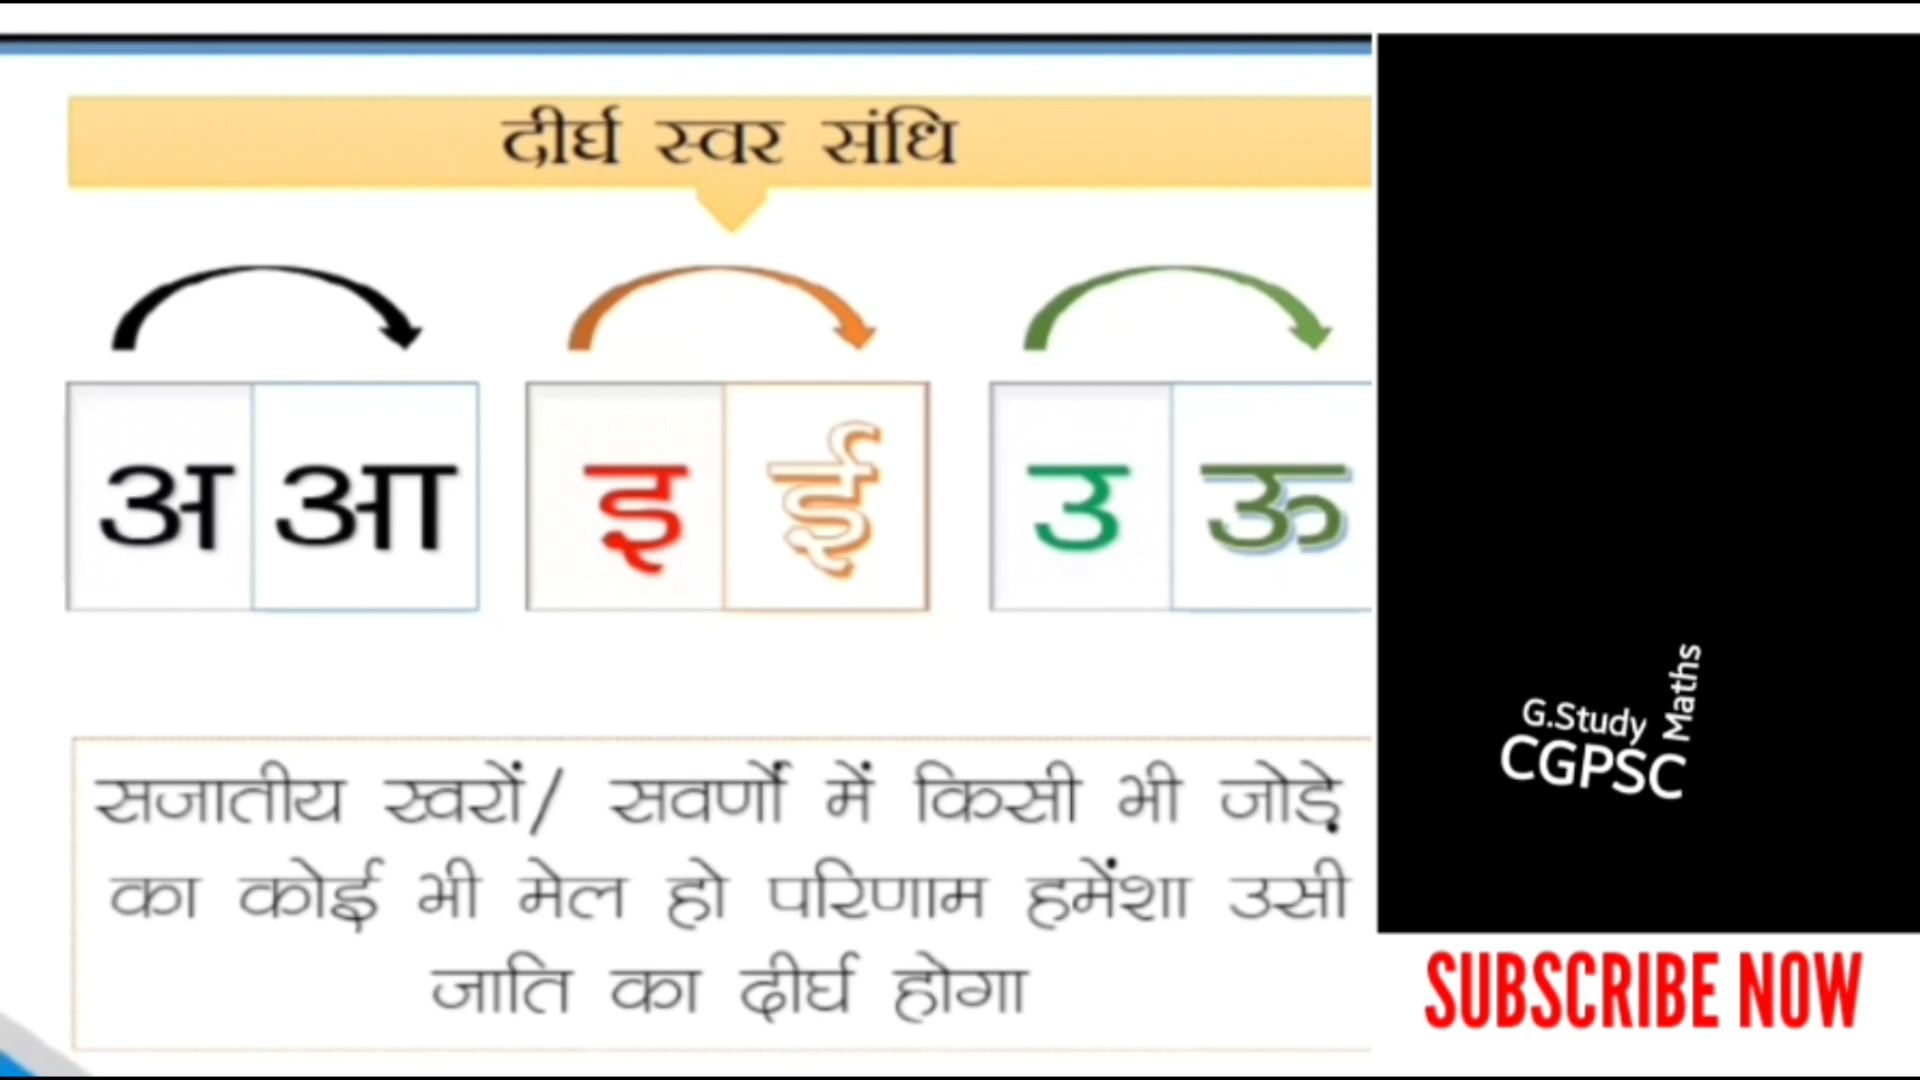 दीर्घ स्वर संधि
अ आ इ ई उ ऊ
सजातीय स्वरों/ सवर्णों में किसी भी जोड़े
का कोई भी मेल हो परिणाम हमेंशा उसी
जाति का दीर्घ होगा
G.Study
Maths
CGPSC
SUBSCRIBE NOW